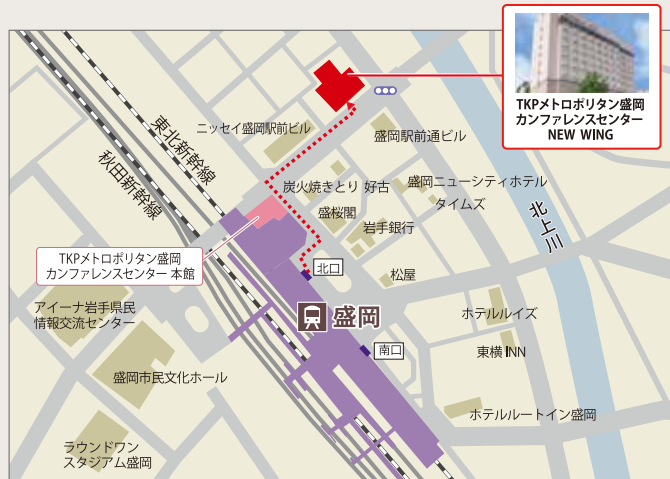 TKPメトロポリタン盛岡
カンファレンスセンター
NEW WING
東北新幹線
秋田新幹線
ニッセイ盛岡駅前ビル
盛岡駅前通ビル
炭火焼きとり 好古
盛岡ニューシティホテル
タイムズ
盛桜閣
岩手銀行
北上川
TKPメトロポリタン盛岡
カンファレンスセンター 本館
北口
松屋
アイーナ岩手県民
情報交流センター
盛岡
ホテルルイズ
南口
東横INN
盛岡市民文化ホール
ホテルルートイン盛岡
ラウンドワン
スタジアム盛岡